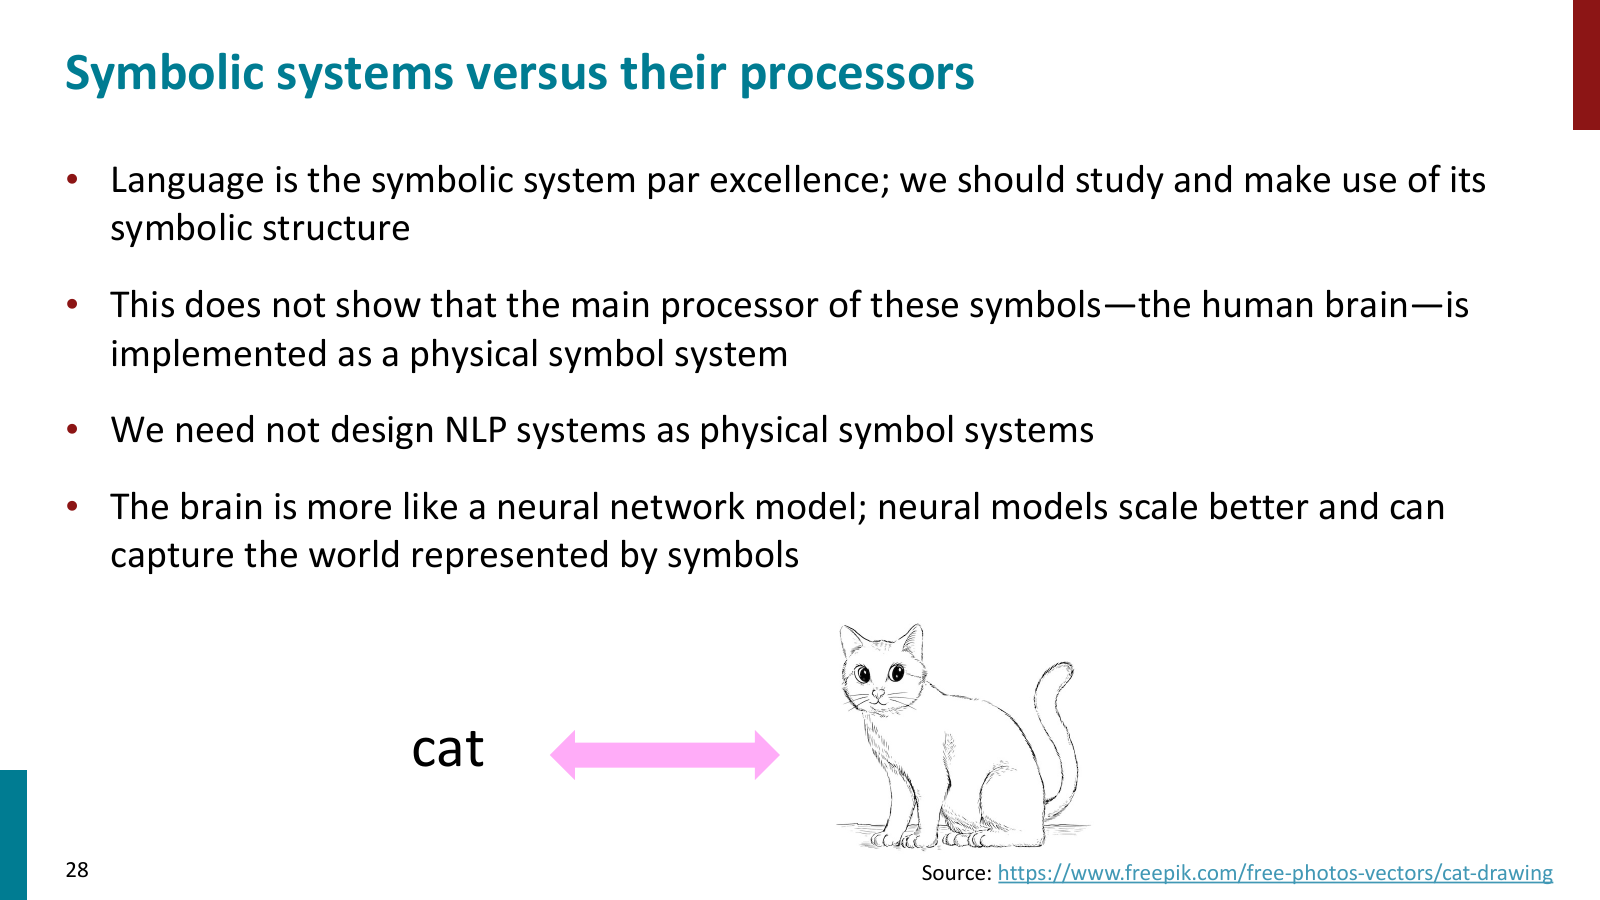 Symbolic systems versus their processors
• Language is the symbolic system par excellence; we should study and make use of its
symbolic structure
• This does not show that the main processor of these symbols—the human brain—is
implemented as a physical symbol system
• We need not design NLP systems as physical symbol systems
• The brain is more like a neural network model; neural models scale better and can
capture the world represented by symbols
cat
28
Source: https://www.freepik.com/free-photos-vectors/cat-drawing